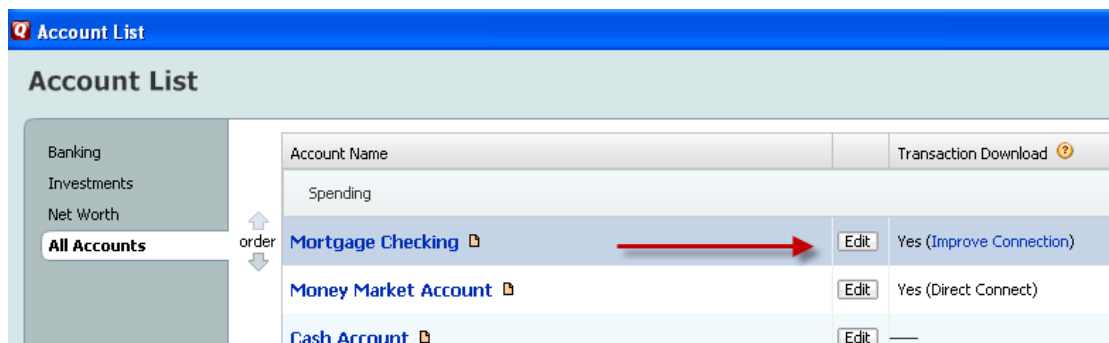 Account List
Account List
Banking
Investments
Net Worth
All Accounts
order
Account Name
Transaction Download ?
Spending
Mortgage Checking
Edit
Yes (Improve Connection)
Money Market Account
Edit
Yes (Direct Connect)
Cash Account
Edit